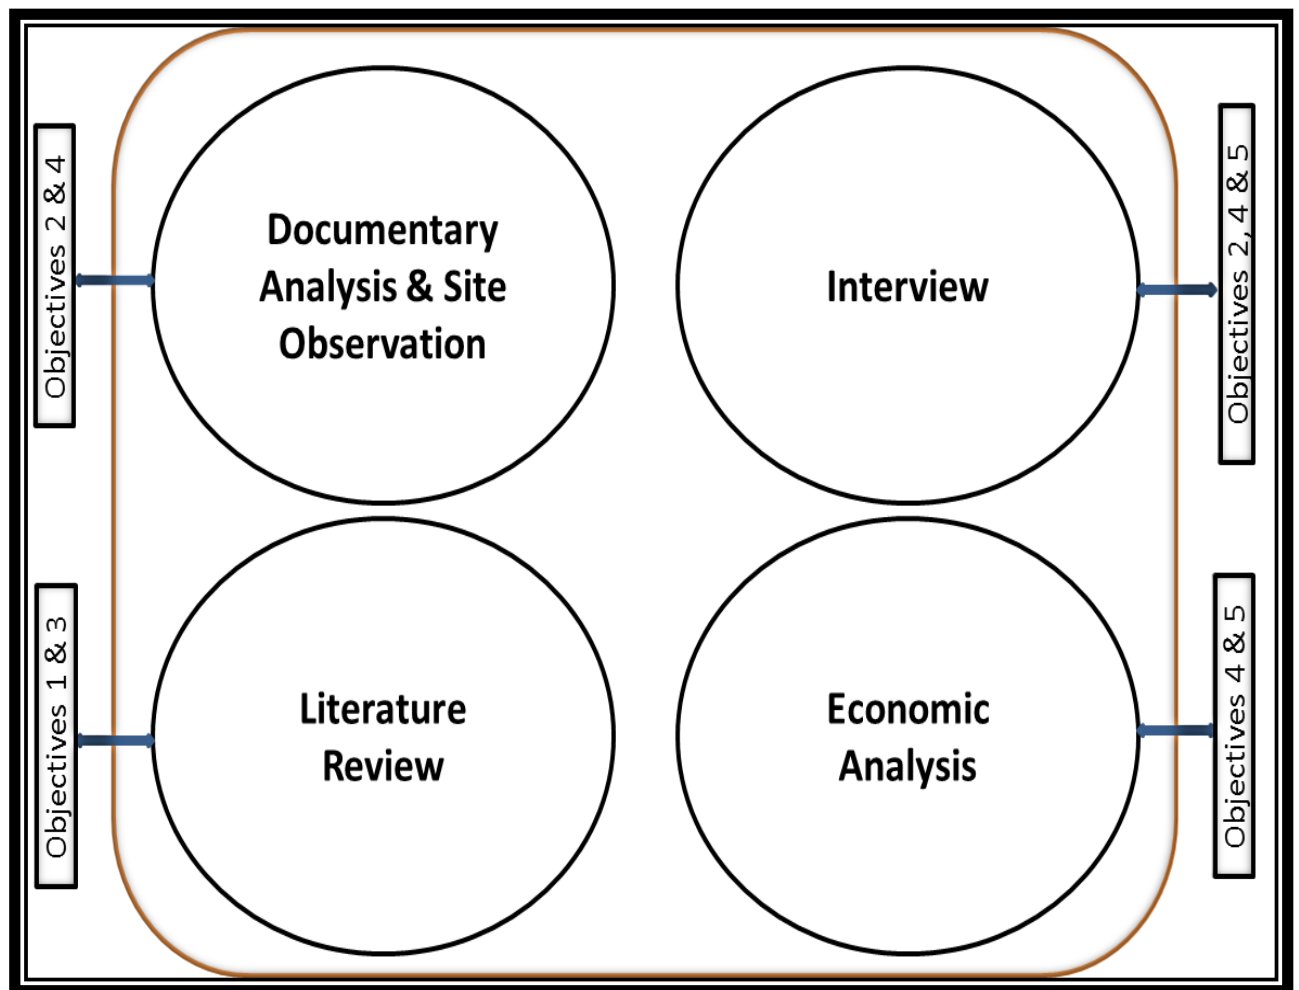 Objectives 2 & 4
Documentary
Analysis & Site
Observation
Interview
Objectives 2, 4 & 5
Objectives 1 & 3
Literature
Review
Economic
Analysis
Objectives 4 & 5